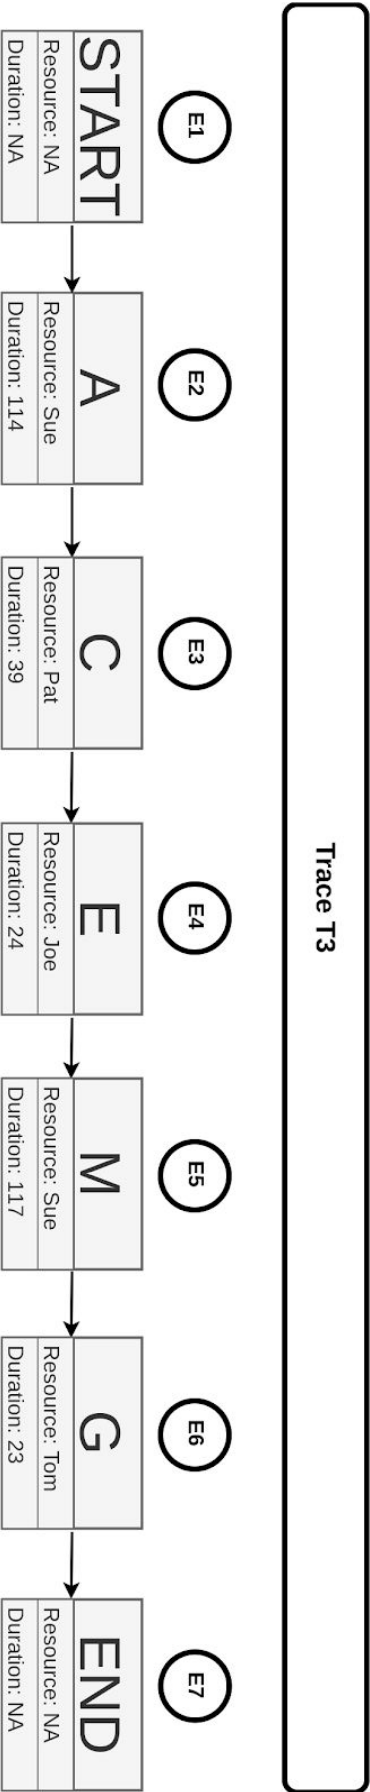 Trace T3
E1
E2
E3
E4
E5
E6
E7
START
Resource: NA
Duration: NA
A
Resource: Sue
Duration: 114
C
Resource: Pat
Duration: 39
E
Resource: Joe
Duration: 24
M
Resource: Sue
Duration: 117
G
Resource: Tom
Duration: 23
END
Resource: NA
Duration: NA